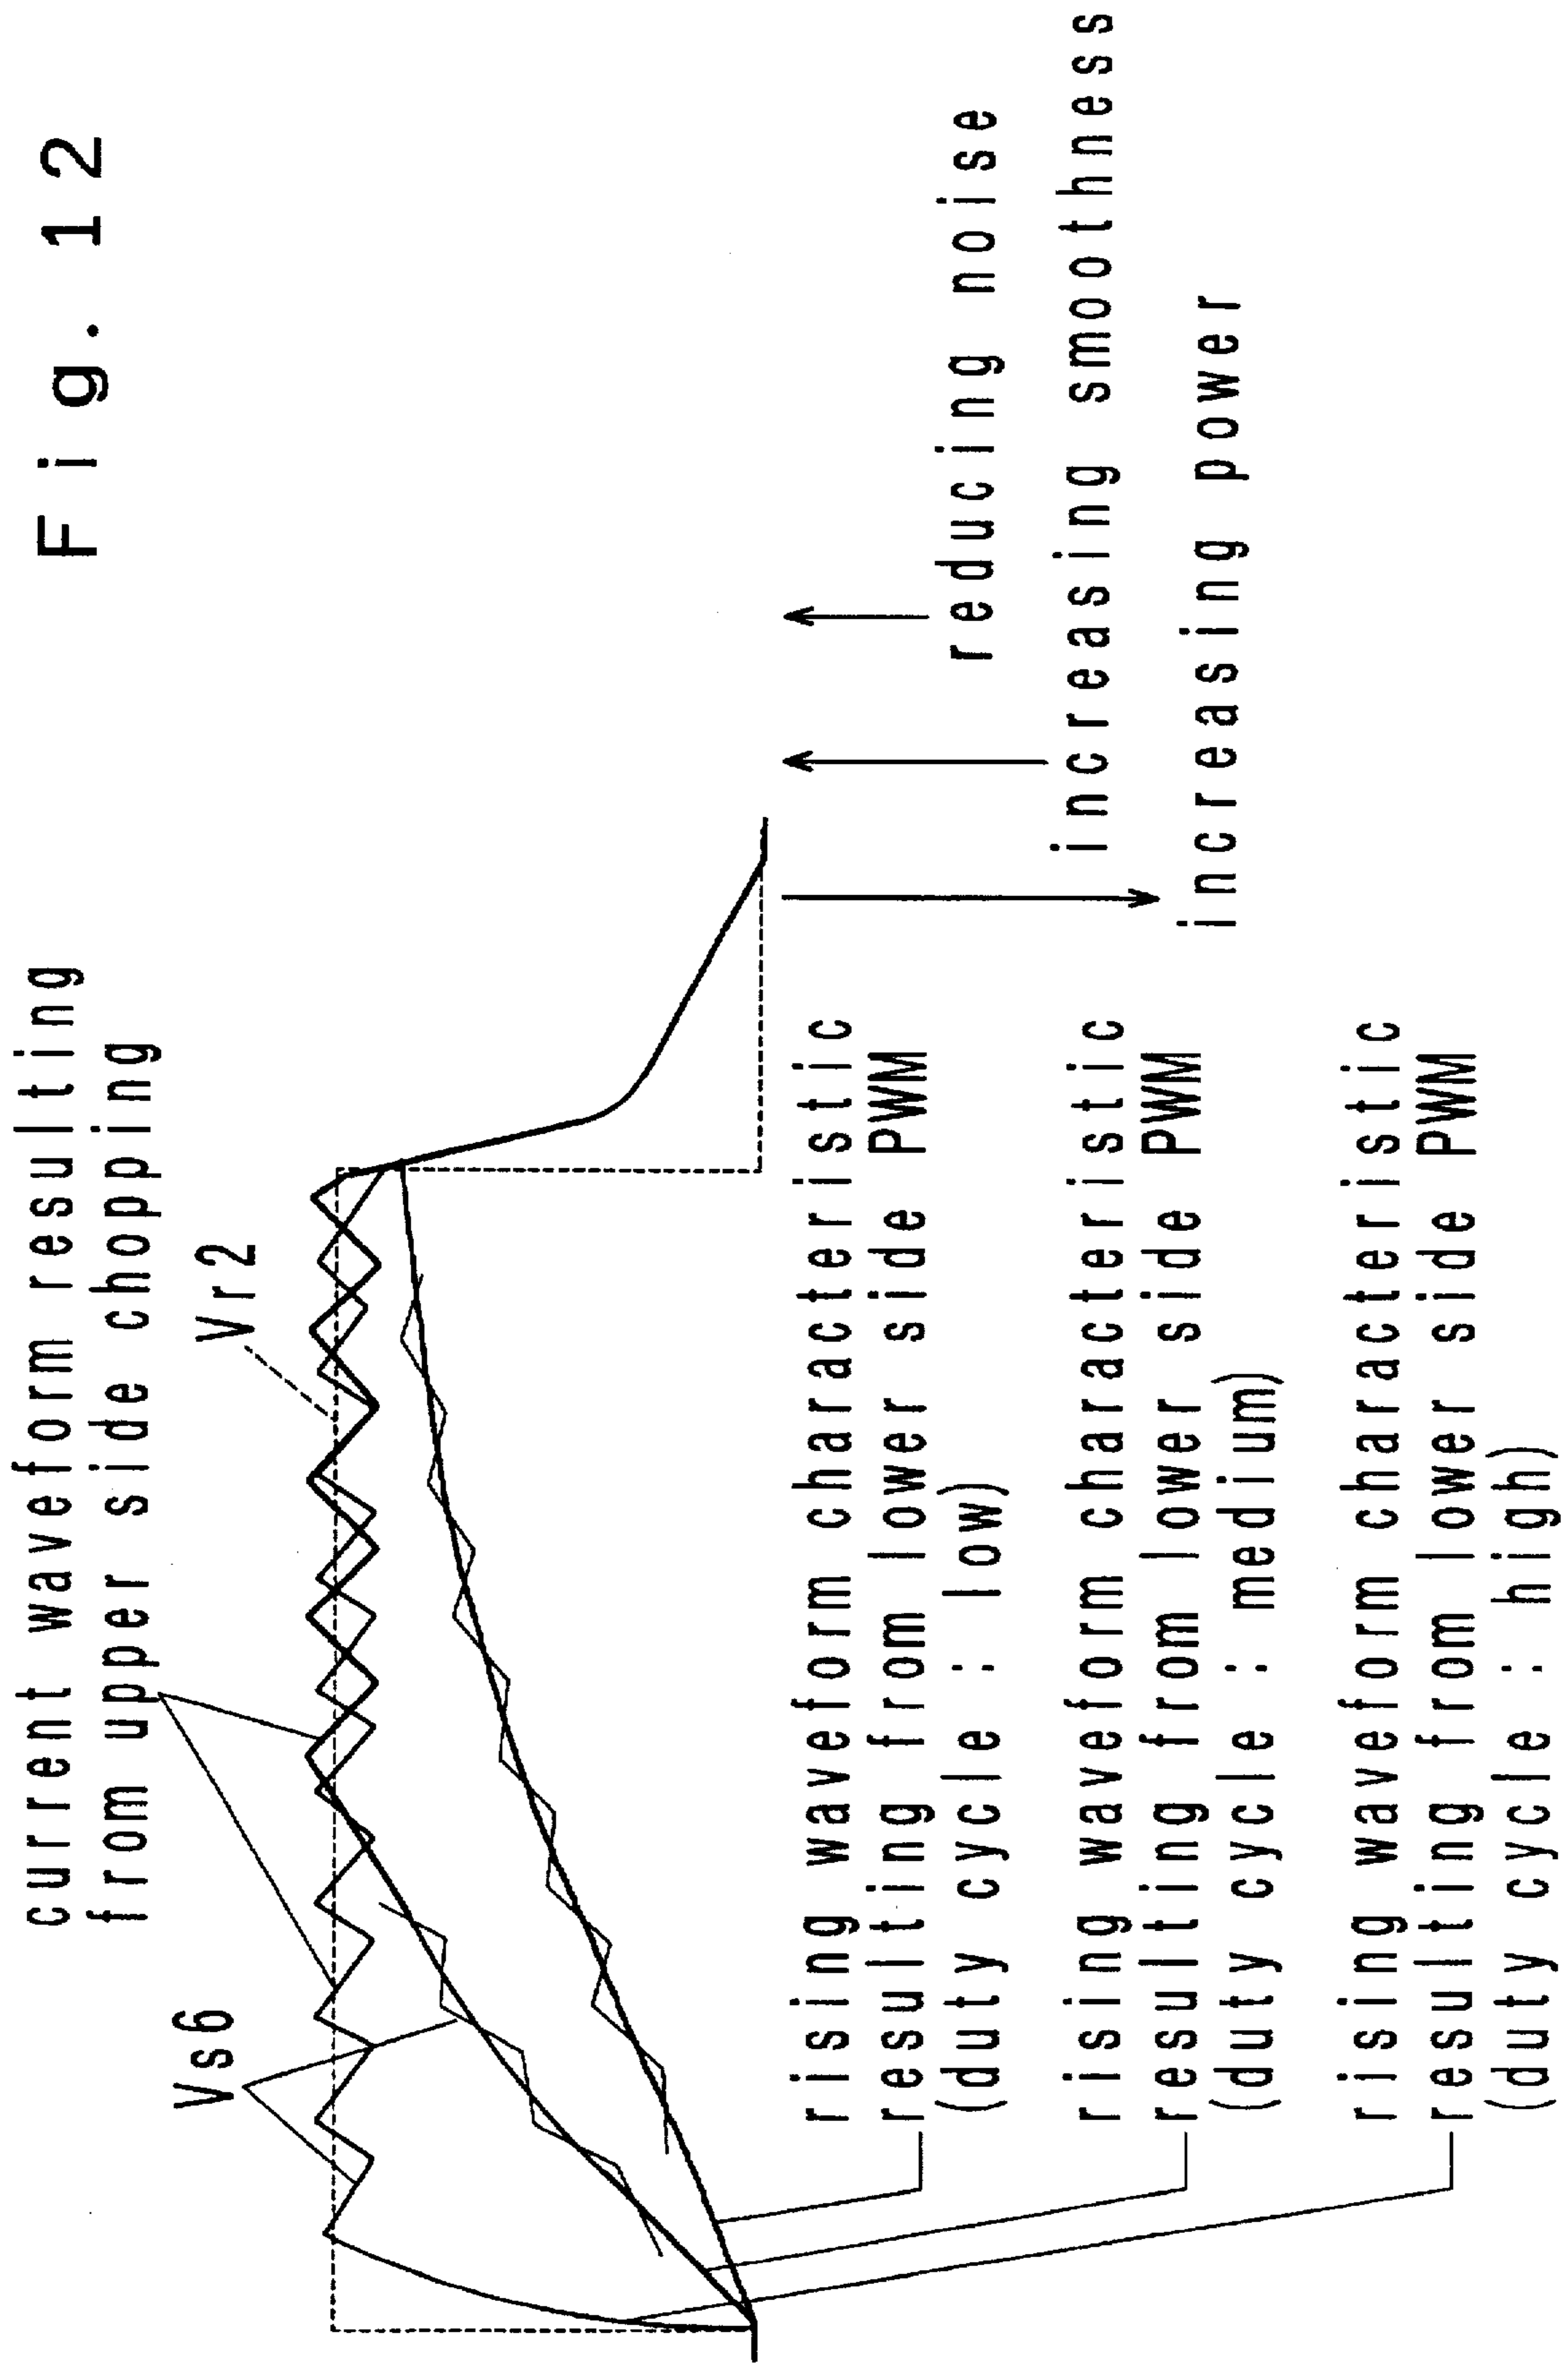 Fig. 12
current waveform resulting
from upper side chopping
Vs6
Vr2
rising waveform characteristic
resulting from lower side PWM
(duty cycle : low)
rising waveform characteristic
resulting from lower side PWM
(duty cycle : medium)
rising waveform characteristic
resulting from lower side PWM
(duty cycle : high)
reducing noise
increasing smoothness
increasing power